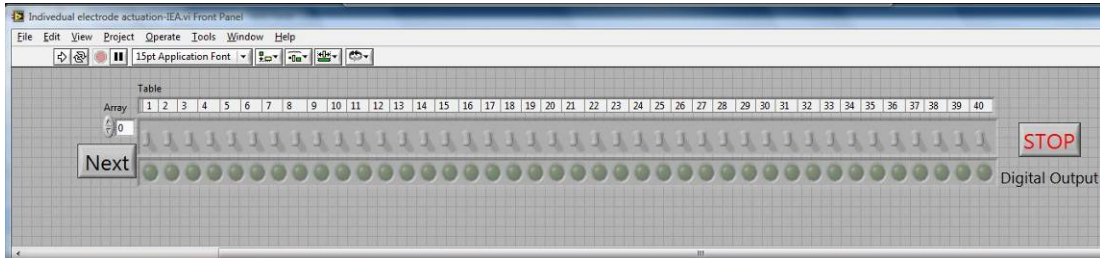 Indivedual electrode actuation-IEA.vi Front Panel
File Edit View Project Operate Tools Window Help
15pt Application Font
Table
Array 1 2 3 4 5 6 7 8 9 10 11 12 13 14 15 16 17 18 19 20 21 22 23 24 25 26 27 28 29 30 31 32 33 34 35 36 37 38 39 40
0
STOP
Next
Digital Output